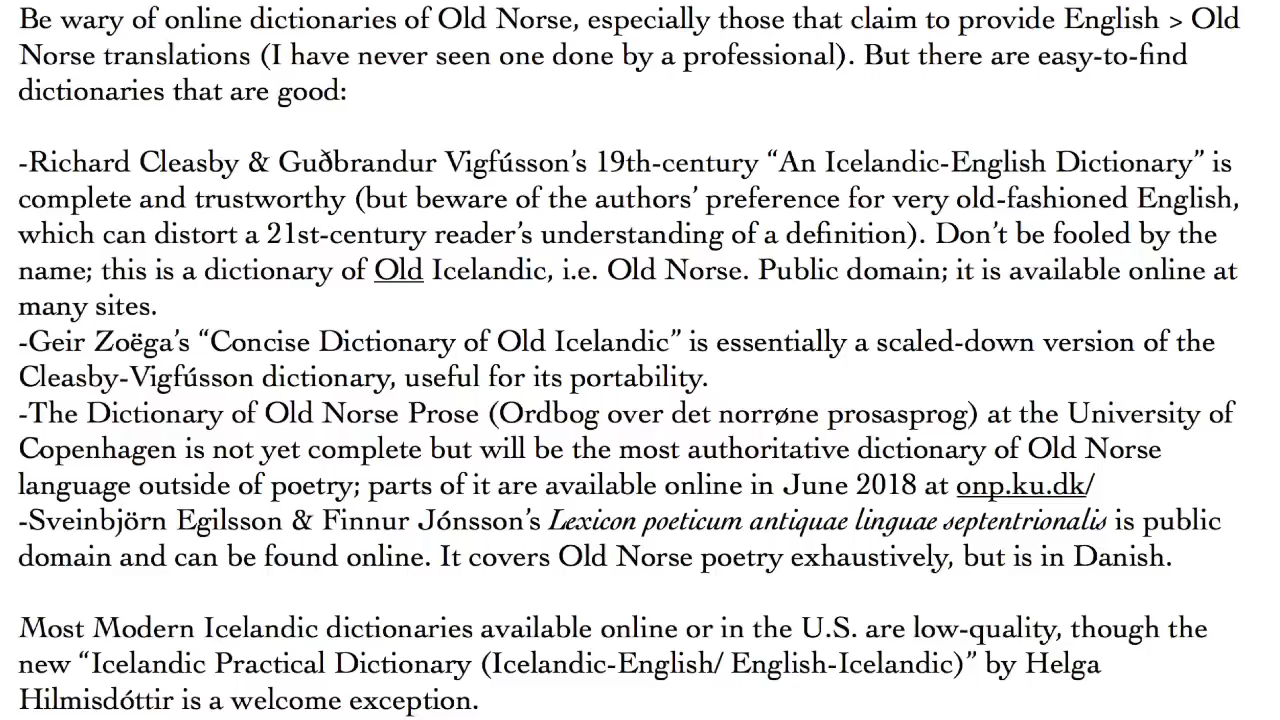 Be wary of online dictionaries of Old Norse, especially those that claim to provide English > Old
Norse translations (I have never seen one done by a professional). But there are easy-to-find
dictionaries that are good:
-Richard Cleasby & Guðbrandur Vigfússon’s 19th-century “An Icelandic-English Dictionary” is
complete and trustworthy (but beware of the authors’ preference for very old-fashioned English,
which can distort a 21st-century reader’s understanding of a definition). Don’t be fooled by the
name; this is a dictionary of Old Icelandic, i.e. Old Norse. Public domain; it is available online at
many sites.
-Geir Zoëga’s “Concise Dictionary of Old Icelandic” is essentially a scaled-down version of the
Cleasby-Vigfússon dictionary, useful for its portability.
-The Dictionary of Old Norse Prose (Ordbog over det norrøne prosasprog) at the University of
Copenhagen is not yet complete but will be the most authoritative dictionary of Old Norse
language outside of poetry; parts of it are available online in June 2018 at onp.ku.dk/
-Sveinbjörn Egilsson & Finnur Jónsson’s Lexicon poeticum antiquae linguae septentrionalis is public
domain and can be found online. It covers Old Norse poetry exhaustively, but is in Danish.
Most Modern Icelandic dictionaries available online or in the U.S. are low-quality, though the
new “Icelandic Practical Dictionary (Icelandic-English/ English-Icelandic)” by Helga
Hilmisdóttir is a welcome exception.